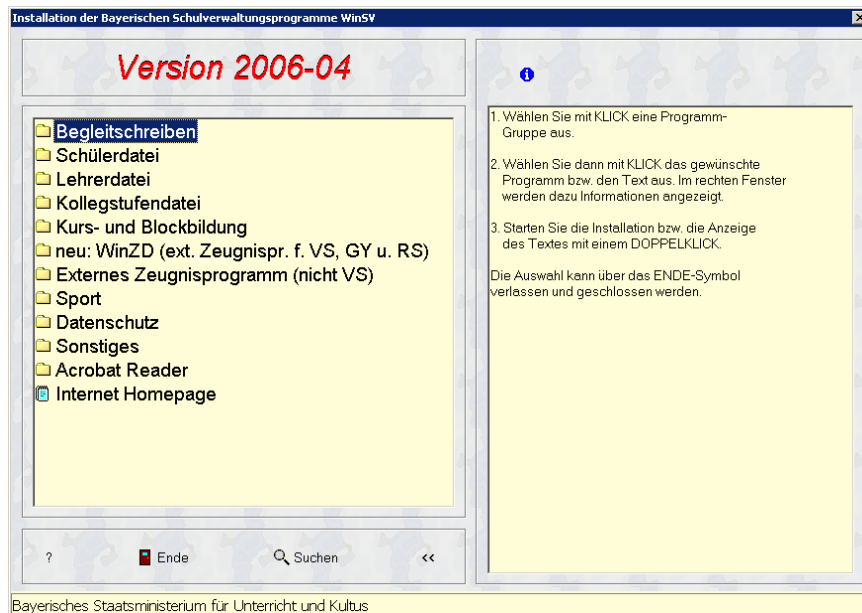 Installation der Bayerischen Schulverwaltungsprogramme WinSV
Version 2006-04
Begleitschreiben
Schülerdatei
Lehrerdatei
Kollegstufendatei
Kurs- und Blockbildung
neu: WinZD (ext. Zeugnispr. f. VS, GY u. RS)
Externes Zeugnisprogramm (nicht VS)
Sport
Datenschutz
Sonstiges
Acrobat Reader
Internet Homepage
? Ende Suchen <<
1. Wählen Sie mit KLICK eine Programm-
Gruppe aus.
2. Wählen Sie dann mit KLICK das gewünschte
Programm bzw. den Text aus. Im rechten Fenster
werden dazu Informationen angezeigt.
3. Starten Sie die Installation bzw. die Anzeige
des Textes mit einem DOPPELKLICK.
Die Auswahl kann über das ENDE-Symbol
verlassen und geschlossen werden.
Bayerisches Staatsministerium für Unterricht und Kultus